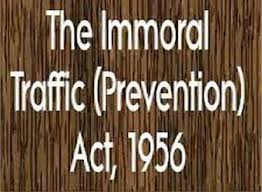 The Immoral
Traffic (Prevention)
Act, 1956